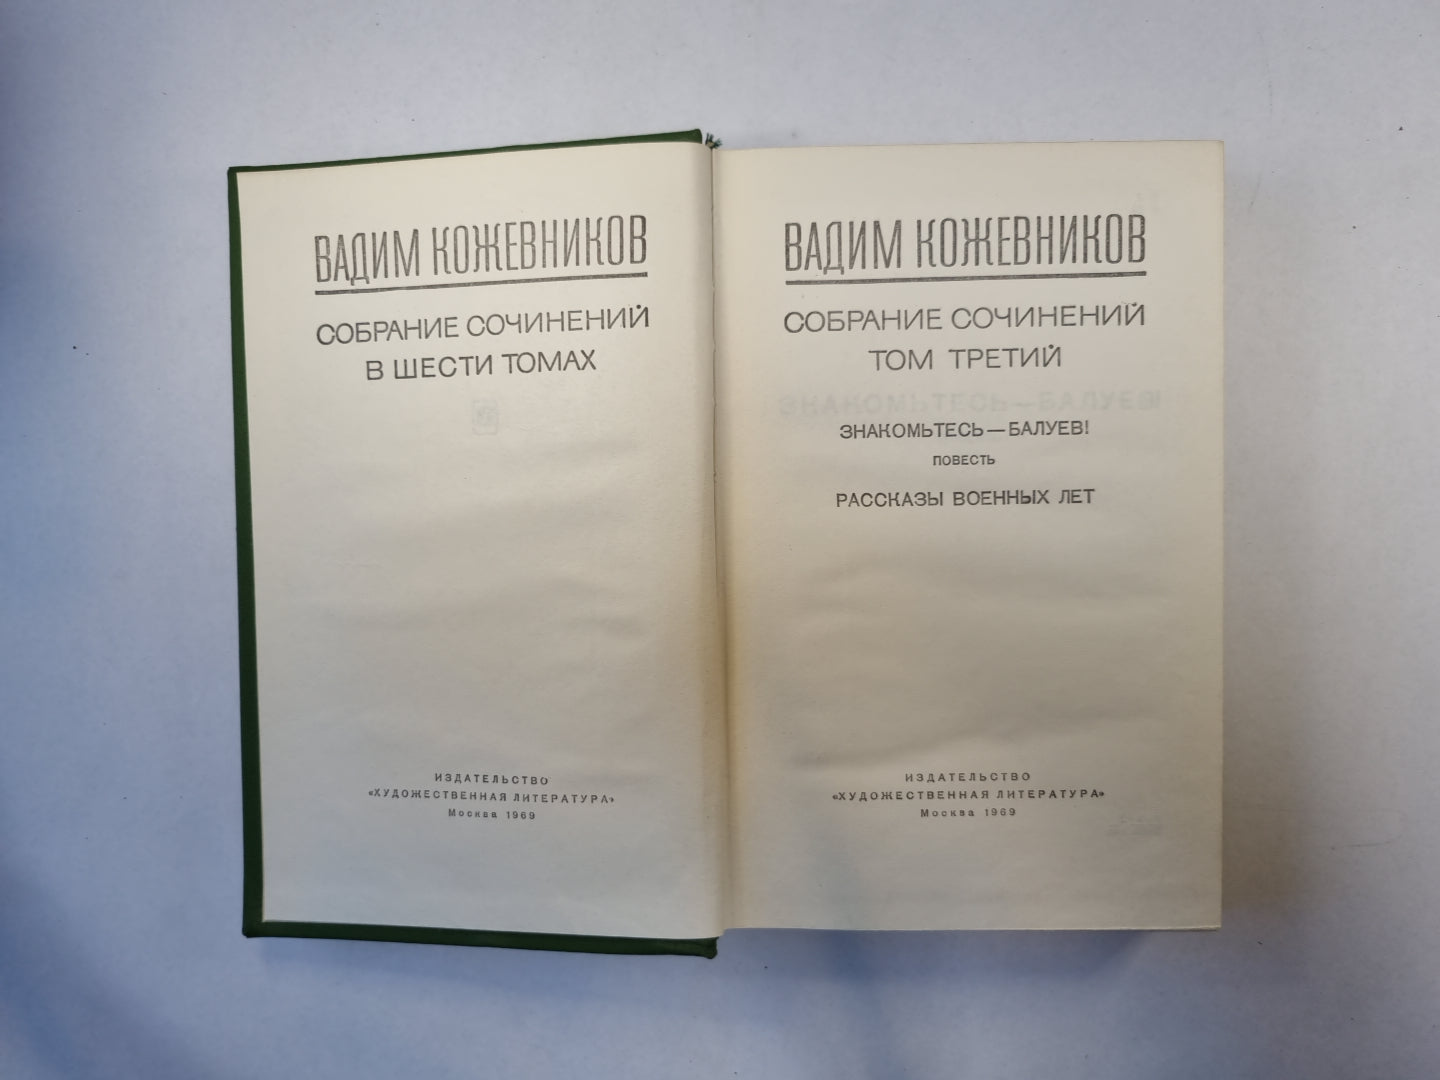 ВАДИМ КОЖЕВНИКОВ
СОБРАНИЕ СОЧИНЕНИЙ
В ШЕСТИ ТОМАХ
ИЗДАТЕЛЬСТВО
«ХУДОЖЕСТВЕННАЯ ЛИТЕРАТУРА»
Москва 1969
ВАДИМ КОЖЕВНИКОВ
СОБРАНИЕ СОЧИНЕНИЙ
ТОМ ТРЕТИЙ
ЗНАКОМЬТЕСЬ — БАЛУЕВ!
ПОВЕСТЬ
РАССКАЗЫ ВОЕННЫХ ЛЕТ
ИЗДАТЕЛЬСТВО
«ХУДОЖЕСТВЕННАЯ ЛИТЕРАТУРА»
Москва 1969